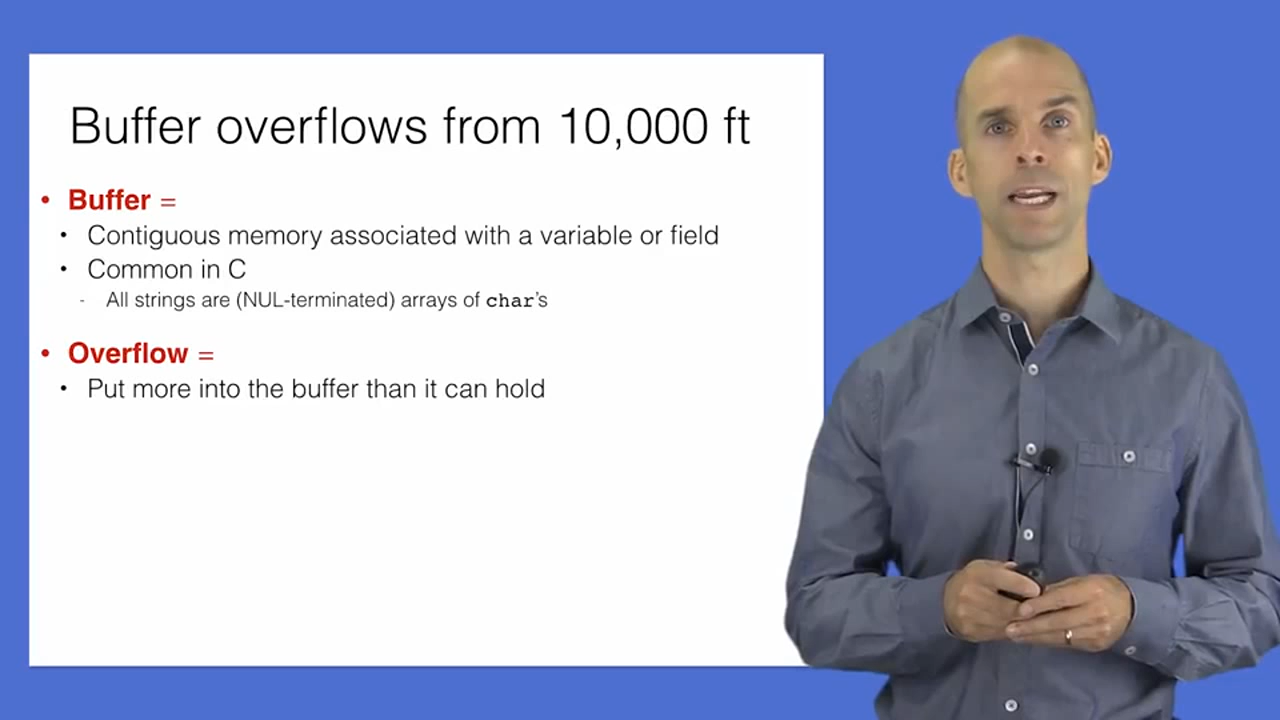 Buffer overflows from 10,000 ft
• Buffer =
• Contiguous memory associated with a variable or field
• Common in C
- All strings are (NUL-terminated) arrays of char's
• Overflow =
• Put more into the buffer than it can hold